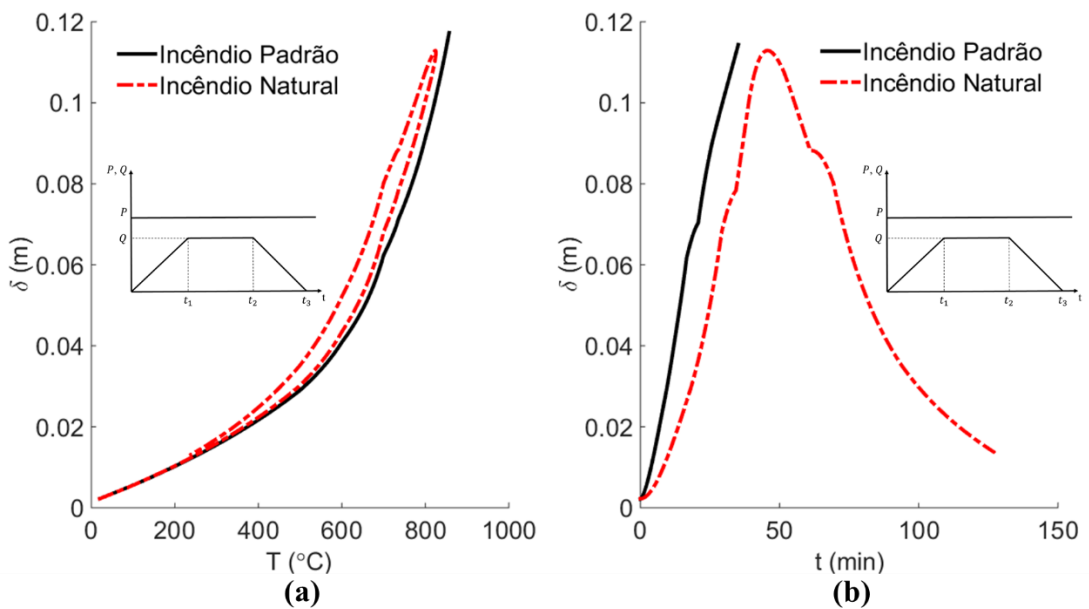 0.12
0.1
0.08
0.06
0.04
0.02
0
δ (m)
Incêndio Padrão
Incêndio Natural
P, Q
P
Q
t₁
t₂
t₃
t
0
200
400
600
800
1000
T (°C)
(a)
0.12
0.1
0.08
0.06
0.04
0.02
0
δ (m)
Incêndio Padrão
Incêndio Natural
P, Q
P
Q
t₁
t₂
t₃
t
0
50
100
150
t (min)
(b)